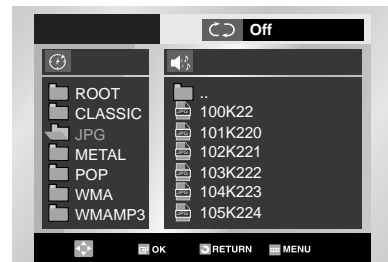 Off
ROOT
CLASSIC
JPG
METAL
POP
WMA
WMAMP3
..
100K22
101K220
102K221
103K222
104K223
105K224
OK RETURN MENU